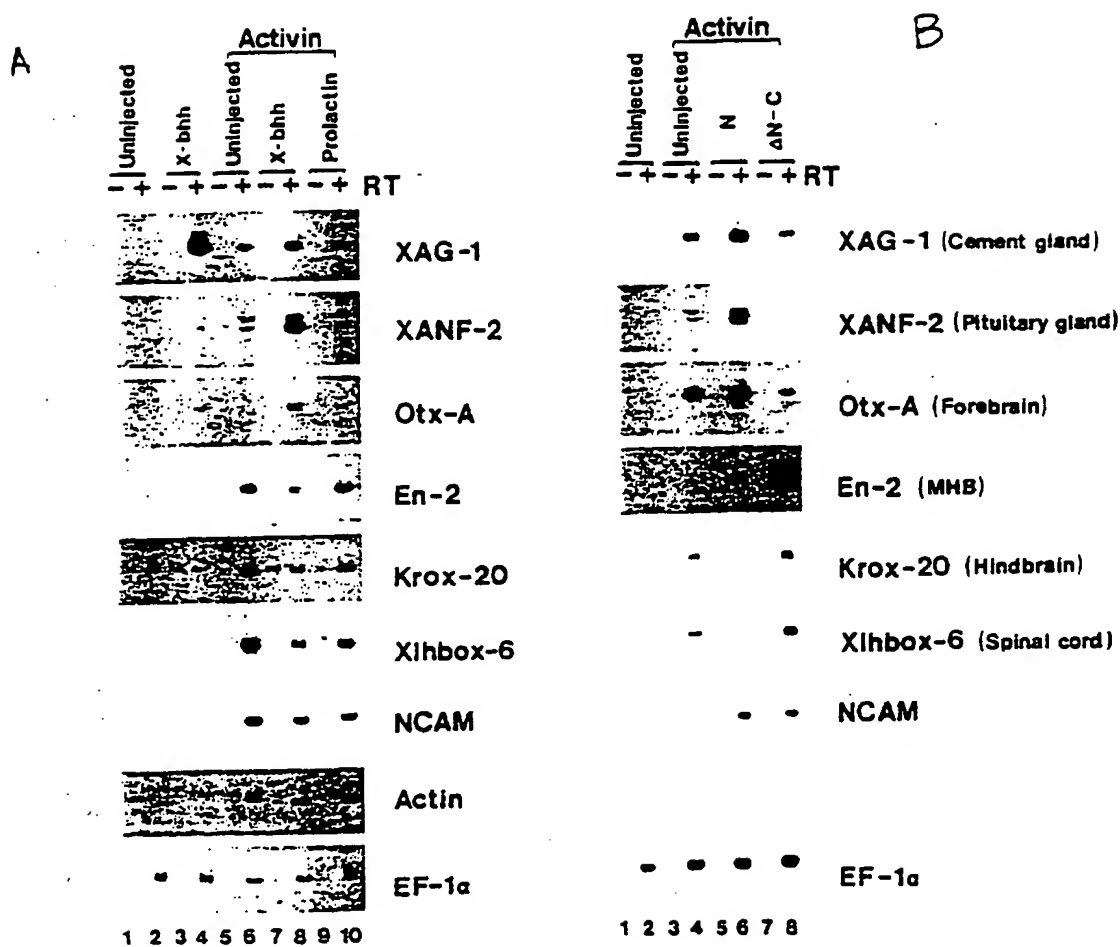 A
Activin
Uninjected
X-bhh
Uninjected
X-bhh
Prolactin
- + - + - + - + - + RT
XAG-1
XANF-2
Otx-A
En-2
Krox-20
Xlhbox-6
NCAM
Actin
EF-1α
1 2 3 4 5 6 7 8 9 10
B
Activin
Uninjected
Uninjected
N
ΔN-C
- + - + - + - + RT
XAG-1 (Cement gland)
XANF-2 (Pituitary gland)
Otx-A (Forebrain)
En-2 (MHB)
Krox-20 (Hindbrain)
Xlhbox-6 (Spinal cord)
NCAM
EF-1α
1 2 3 4 5 6 7 8